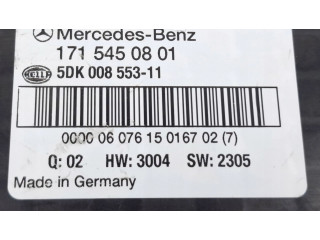 Mercedes-Benz
171 545 08 01
HELLA 5DK 008 553-11
0000 06 076 15 0167 02 (7)
Q: 02 HW: 3004 SW: 2305
Made in Germany